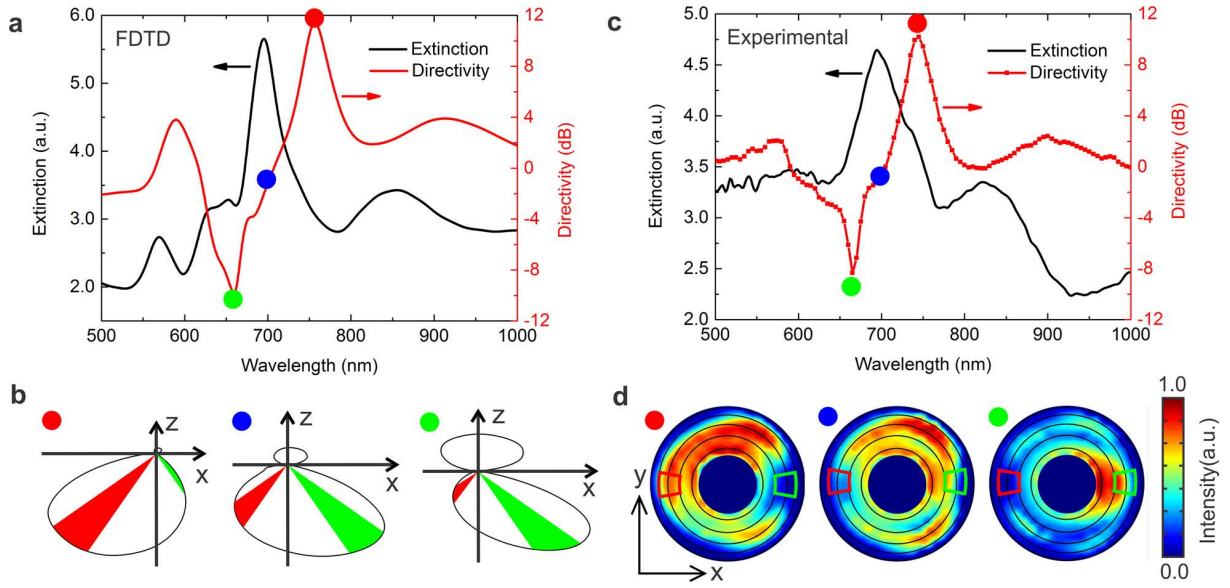 a
FDTD
Extinction
Directivity
6.0
5.0
4.0
3.0
2.0
Extinction (a.u.)
12
8
4
0
-4
-8
-12
Directivity (dB)
500 600 700 800 900 1000
Wavelength (nm)
c
Experimental
Extinction
Directivity
5.0
4.5
4.0
3.5
3.0
2.5
2.0
Extinction (a.u.)
12
8
4
0
-4
-8
-12
Directivity (dB)
500 600 700 800 900 1000
Wavelength (nm)
b
z
x
z
x
z
x
d
y
x
1.0
0.0
Intensity(a.u.)